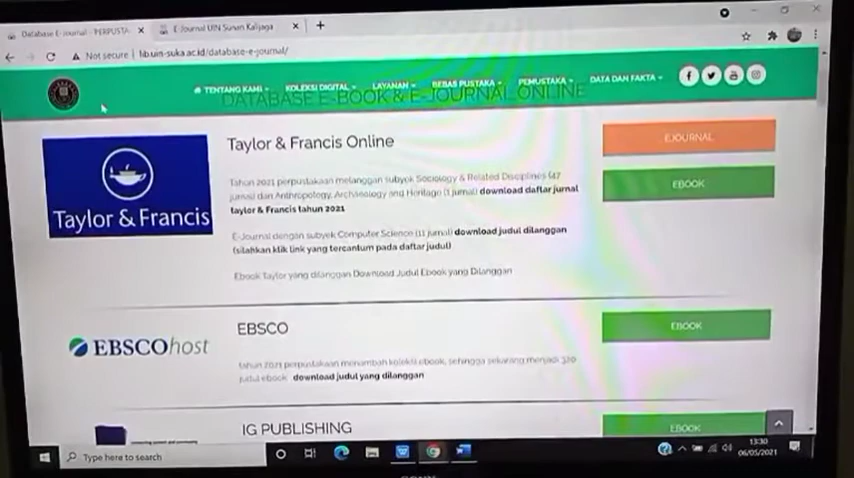 Database E-Journal - PERPUSTA
E-Journal UIN Sunan Kalijaga
Not secure
lib.uin-suka.ac.id/database-e-journal/
TENTANG KAMI
KOLEKSI DIGITAL
LAYANAN
BEBAS PUSTAKA
PEMUSTAKA
DATA DAN FAKTA
DATABASE E-BOOK & E-JOURNAL ONLINE
Taylor & Francis
Taylor & Francis Online
EJOURNAL
EBOOK
Tahun 2021 perpustakaan melanggan subyek Sociology & Related Disciplines (47
jurnal) dan Anthropology, Archaeology and Heritage (1 jurnal) download daftar jurnal
taylor & Francis tahun 2021
E-Journal dengan subyek Computer Science (11 jurnal) download judul dilanggan
(silahkan klik link yang tercantum pada daftar judul)
Ebook Taylor yang dilanggan Download Judul Ebook yang Dilanggan
EBSCOhost
EBSCO
EBOOK
tahun 2021 perpustakaan menambah koleksi ebook, sehingga sekarang menjadi 320
judul ebook. download judul yang dilanggan
IG PUBLISHING
EBOOK
Type here to search
13:30
06/05/2021